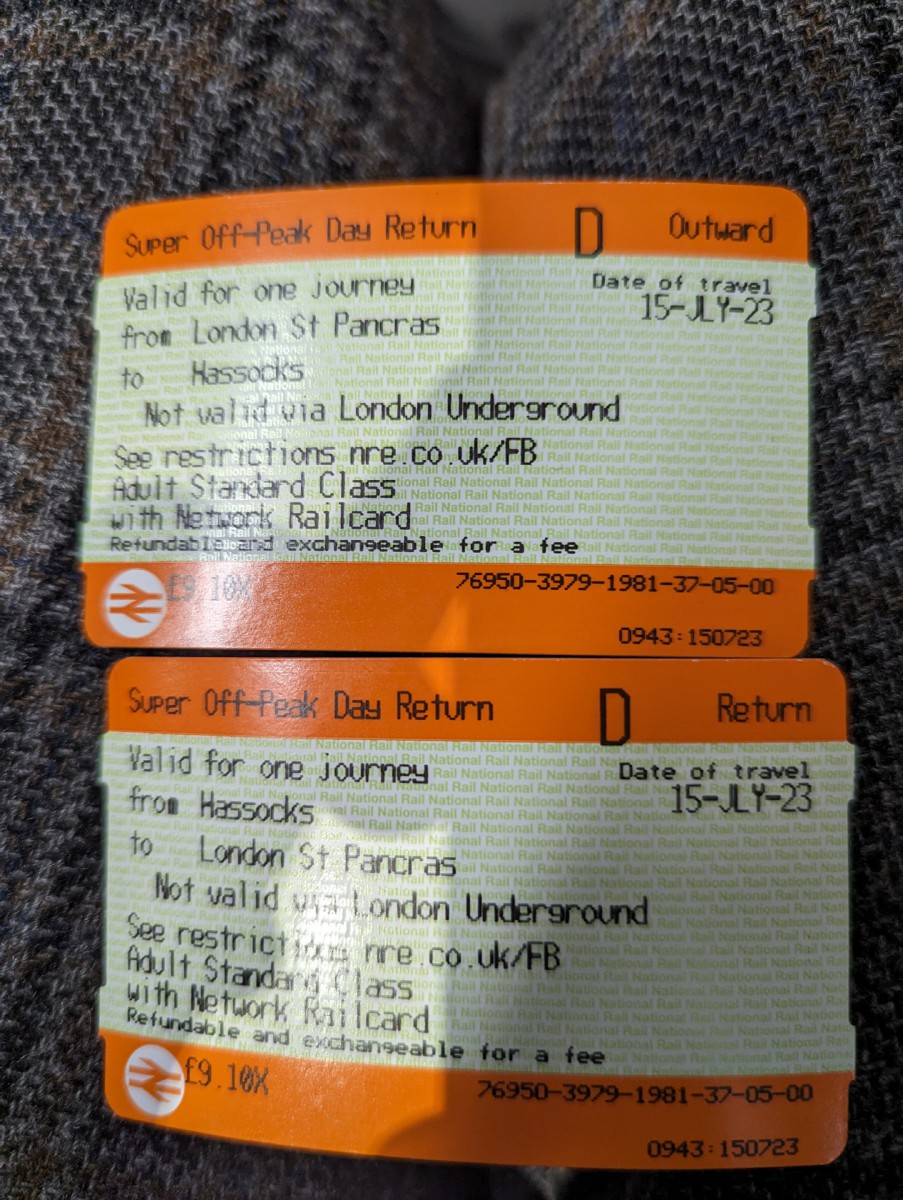 Super Off-Peak Day Return D Outward
Valid for one journey Date of travel
15-JLY-23
from London St Pancras
to Hassocks
Not valid via London Underground
See restrictions nre.co.uk/FB
Adult Standard Class
with Network Railcard
Refundable and exchangeable for a fee
£9.10X 76950-3979-1981-37-05-00
0943:150723
Super Off-Peak Day Return D Return
Valid for one journey Date of travel
15-JLY-23
from Hassocks
to London St Pancras
Not valid via London Underground
See restrictions nre.co.uk/FB
Adult Standard Class
with Network Railcard
Refundable and exchangeable for a fee
£9.10X 76950-3979-1981-37-05-00
0943:150723